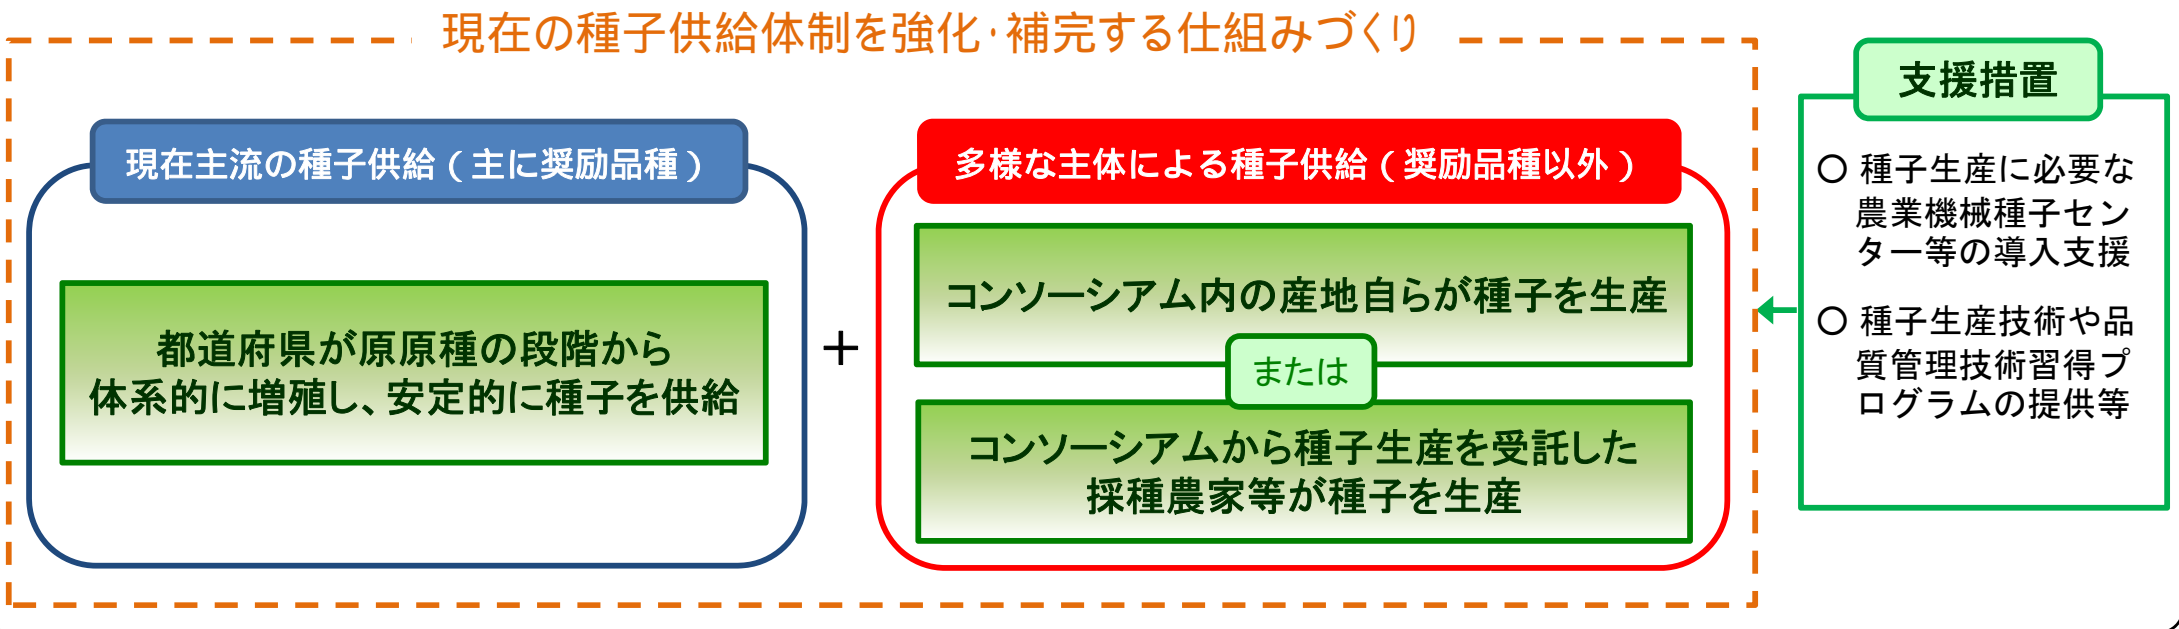 現在の種子供給体制を強化・補完する仕組みづくり
現在主流の種子供給（主に奨励品種）
都道府県が原原種の段階から
体系的に増殖し、安定的に種子を供給
＋
多様な主体による種子供給（奨励品種以外）
コンソーシアム内の産地自らが種子を生産
または
コンソーシアムから種子生産を受託した
採種農家等が種子を生産
支援措置
〇 種子生産に必要な
農業機械種子セン
ター等の導入支援
〇 種子生産技術や品
質管理技術習得プ
ログラムの提供等